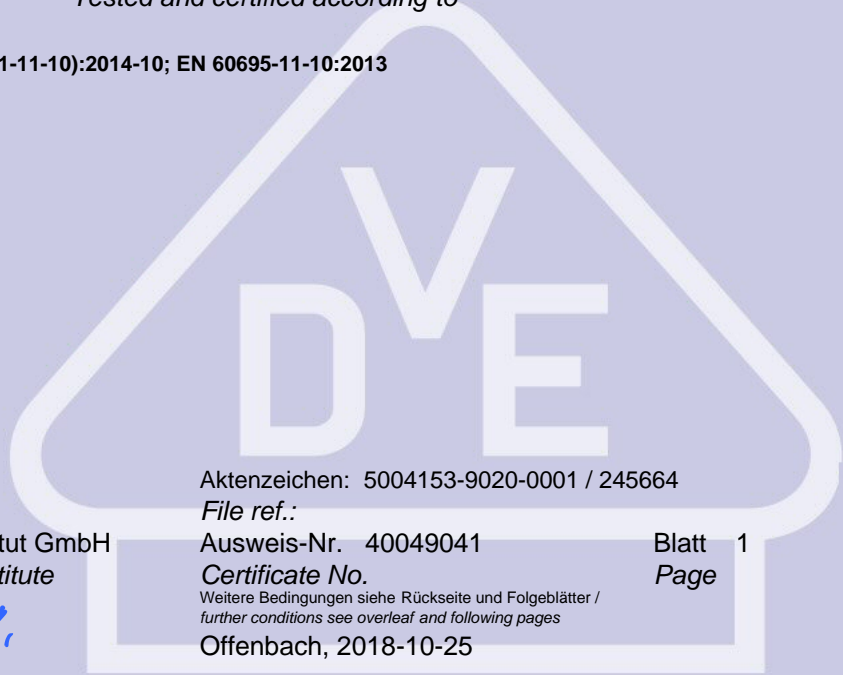 Tested and certified according to
1-11-10):2014-10; EN 60695-11-10:2013
VDE
Aktenzeichen: 5004153-9020-0001 / 245664
File ref.:
tut GmbH Ausweis-Nr. 40049041 Blatt 1
titute Certificate No. Page
Weitere Bedingungen siehe Rückseite und Folgeblätter /
further conditions see overleaf and following pages
Offenbach, 2018-10-25